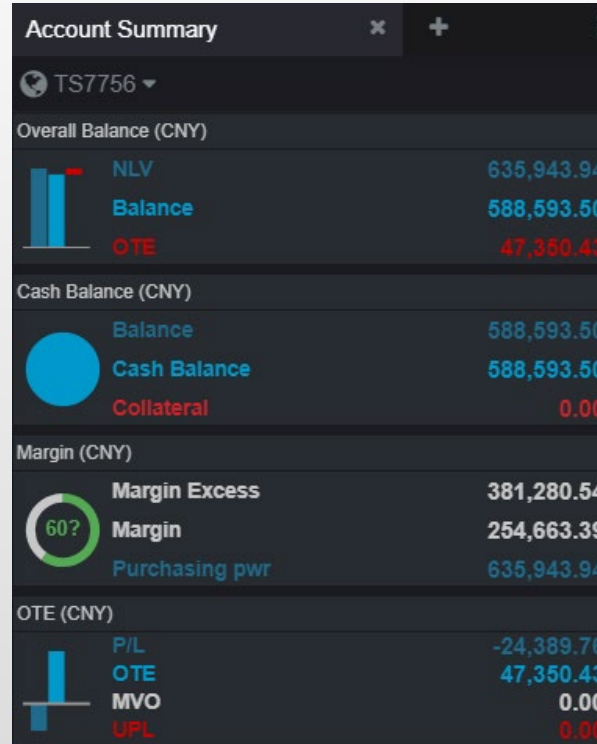 Account Summary × +
TS7756
Overall Balance (CNY)
NLV 635,943.94
Balance 588,593.50
OTE 47,350.43
Cash Balance (CNY)
Balance 588,593.50
Cash Balance 588,593.50
Collateral 0.00
Margin (CNY)
Margin Excess 381,280.54
60? Margin 254,663.39
Purchasing pwr 635,943.94
OTE (CNY)
P/L -24,389.76
OTE 47,350.43
MVO 0.00
UPL 0.00